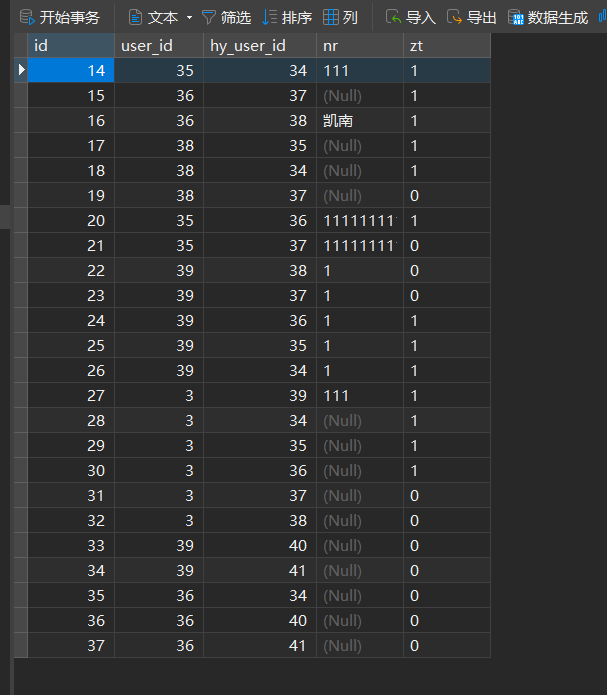 开始事务 文本 筛选 排序 列 导入 导出 数据生成
id user_id hy_user_id nr zt
14 35 34 111 1
15 36 37 (Null) 1
16 36 38 凯南 1
17 38 35 (Null) 1
18 38 34 (Null) 1
19 38 37 (Null) 0
20 35 36 111111111 1
21 35 37 111111111 0
22 39 38 1 0
23 39 37 1 0
24 39 36 1 1
25 39 35 1 1
26 39 34 1 1
27 3 39 111 1
28 3 34 (Null) 1
29 3 35 (Null) 1
30 3 36 (Null) 1
31 3 37 (Null) 0
32 3 38 (Null) 0
33 39 40 (Null) 0
34 39 41 (Null) 0
35 36 34 (Null) 0
36 36 40 (Null) 0
37 36 41 (Null) 0